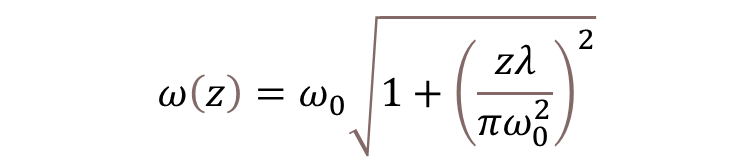 ω(z) = ω₀√(1 + (zλ/πω₀²)²)